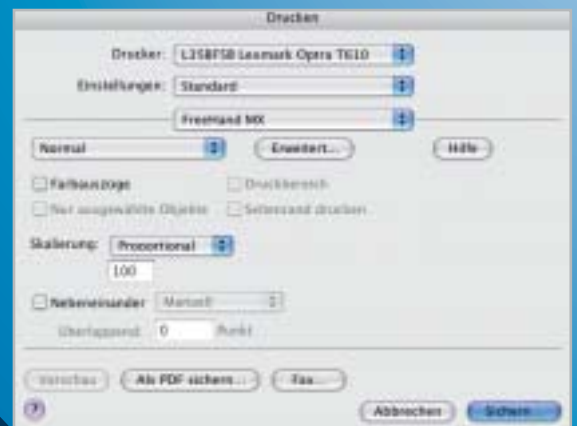 Drucken
Drucker: L35BFSB Lexmark Optra T610
Einstellungen: Standard
FreeHand MX
Normal Erweitert... Hilfe
Farbauszüge Druckbereich
Nur ausgewählte Objekte Seitenrand drucken
Skalierung: Proportional
100
Nebeneinander Manuell
Überlappend: 0 Punkt
Vorschau Als PDF sichern... Fax...
? Abbrechen Sichern...